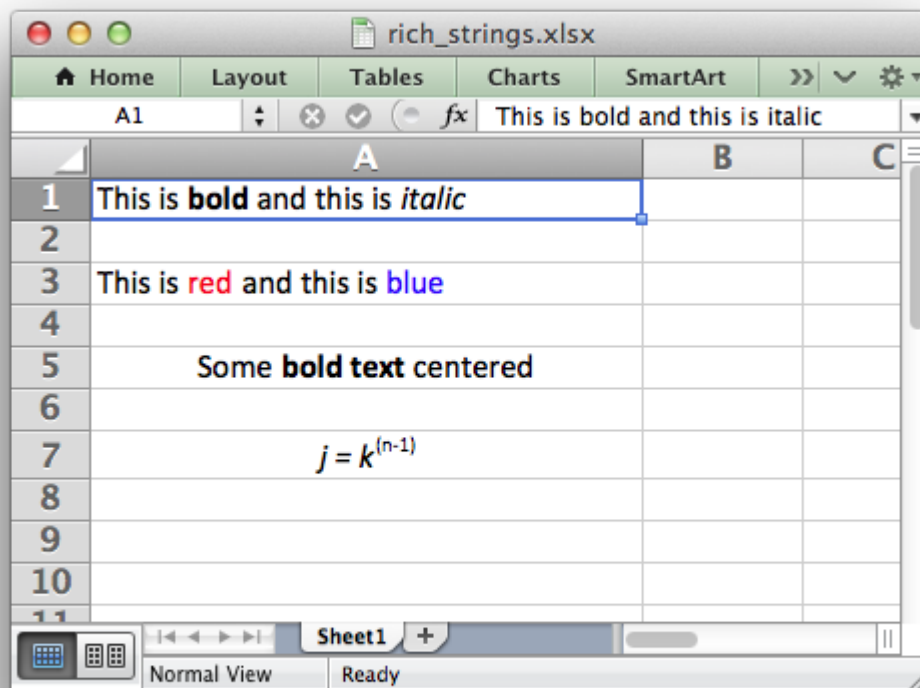 rich_strings.xlsx
Home Layout Tables Charts SmartArt
A1 fx This is bold and this is italic
A B C
1 This is bold and this is italic
2
3 This is red and this is blue
4
5 Some bold text centered
6
7 j = k(n-1)
8
9
10
11
Sheet1 +
Normal View Ready